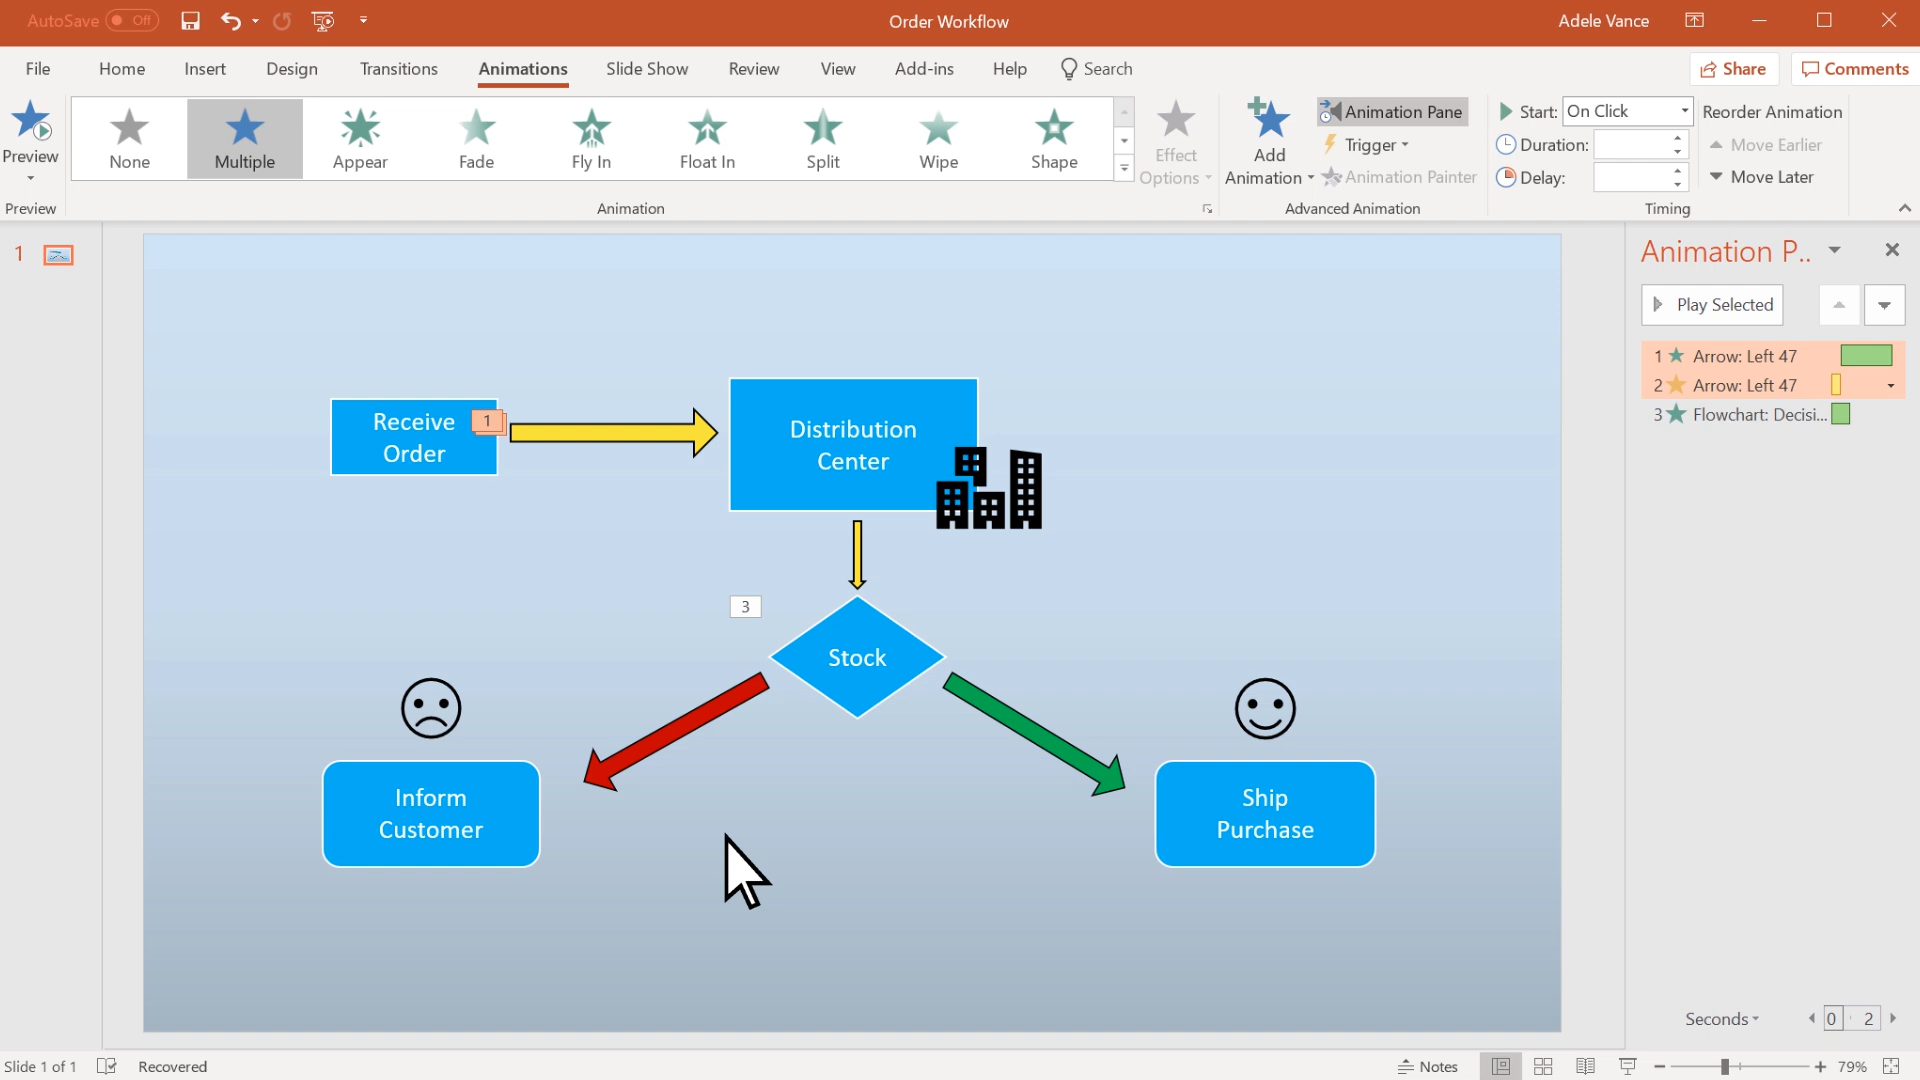 AutoSave Off
Order Workflow
Adele Vance
File Home Insert Design Transitions Animations Slide Show Review View Add-ins Help Search
Share Comments
Preview
None Multiple Appear Fade Fly In Float In Split Wipe Shape
Effect
Options
Add
Animation
Animation Pane
Trigger
Animation Painter
Start: On Click
Duration:
Delay:
Reorder Animation
Move Earlier
Move Later
Preview Animation Advanced Animation Timing
1
Animation P..
Play Selected
1 Arrow: Left 47
2 Arrow: Left 47
3 Flowchart: Decisi...
Receive
Order
1
Distribution
Center
3
Stock
Inform
Customer
Ship
Purchase
Seconds 0 2
Slide 1 of 1 Recovered Notes 79%